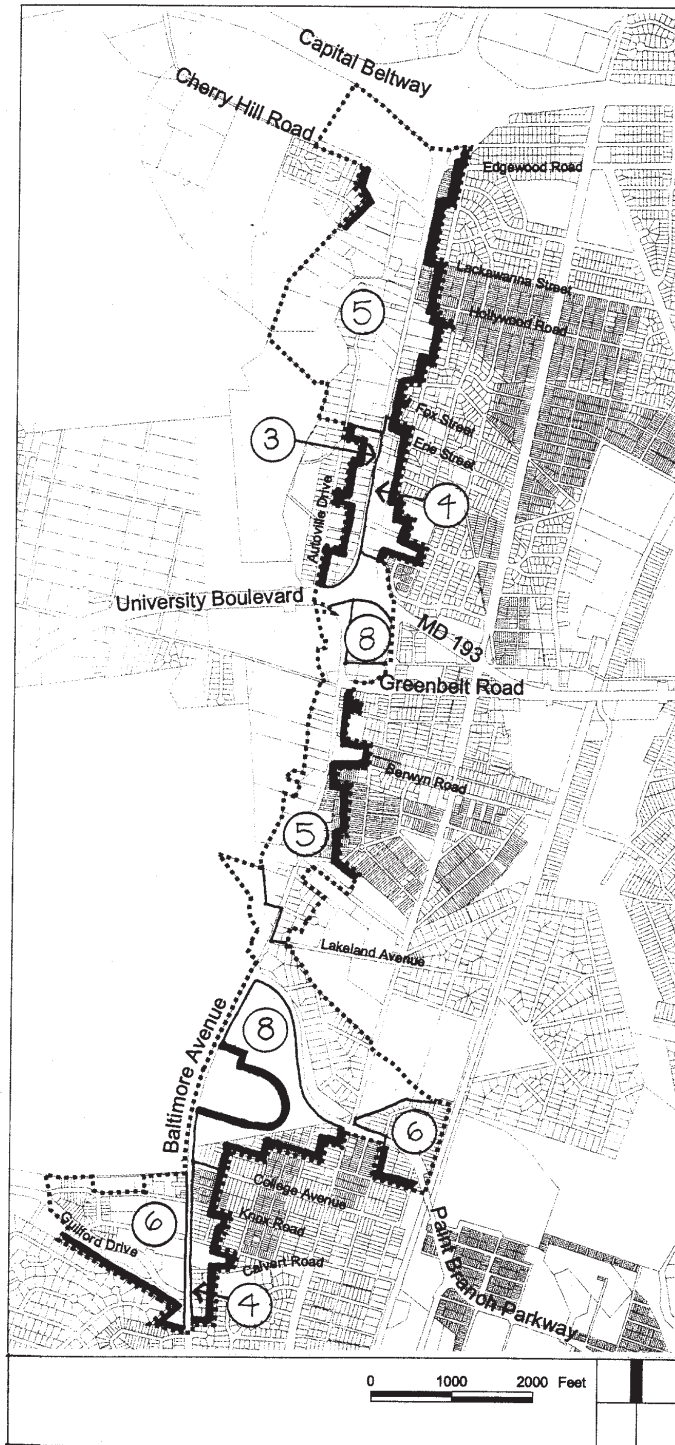 Capital Beltway
Cherry Hill Road
Edgewood Road
Lackawanna Street
5
Hollywood Road
Fox Street
3
Erie Street
Autoville Drive
4
University Boulevard
8
MD 193
Greenbelt Road
Berwyn Road
5
Lakeland Avenue
Baltimore Avenue
8
6
College Avenue
6
Knox Road
Guilford Drive
Calvert Road
Paint Branch Parkway
4
0 1000 2000 Feet